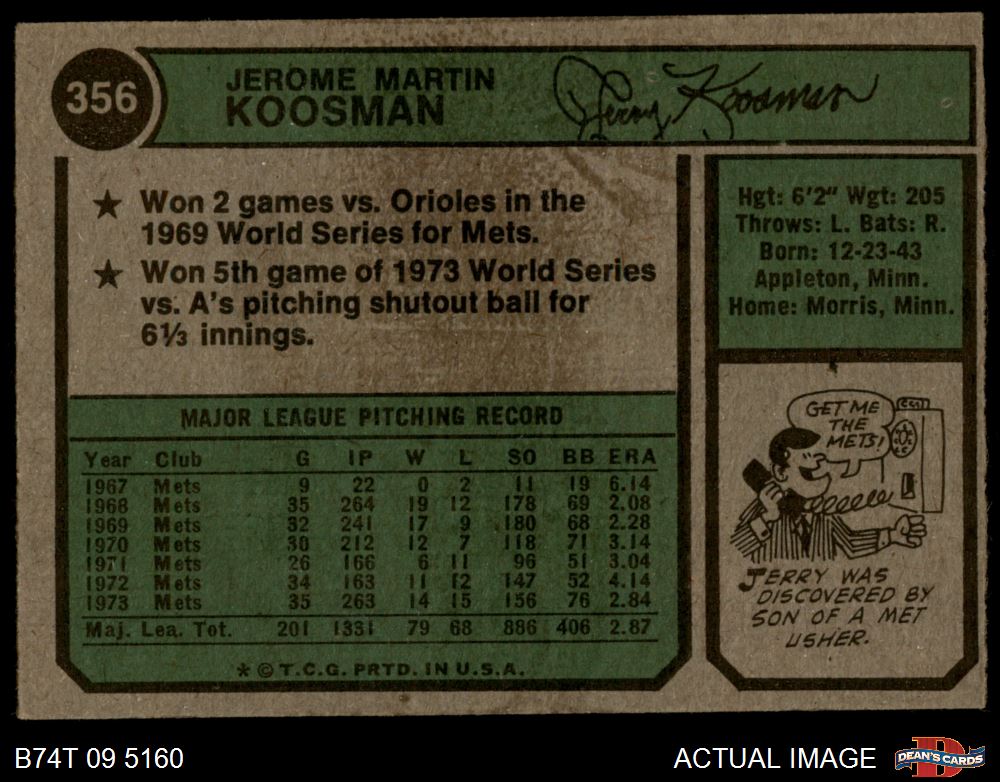 356
JEROME MARTIN
KOOSMAN
Jerry Koosman
★ Won 2 games vs. Orioles in the
1969 World Series for Mets.
★ Won 5th game of 1973 World Series
vs. A's pitching shutout ball for
6⅓ innings.
Hgt: 6'2" Wgt: 205
Throws: L. Bats: R.
Born: 12-23-43
Appleton, Minn.
Home: Morris, Minn.
MAJOR LEAGUE PITCHING RECORD
Year Club G IP W L SO BB ERA
1967 Mets 9 22 0 2 11 19 6.14
1968 Mets 35 264 19 12 178 69 2.08
1969 Mets 32 241 17 9 180 68 2.28
1970 Mets 30 212 12 7 118 71 3.14
1971 Mets 26 166 6 11 96 51 3.04
1972 Mets 34 163 11 12 147 52 4.14
1973 Mets 35 263 14 15 156 76 2.84
Maj. Lea. Tot. 201 1331 79 68 886 406 2.87
* © T.C.G. PRTD. IN U.S.A.
GET ME
THE
METS!
JERRY WAS
DISCOVERED BY
SON OF A MET
USHER.
B74T 09 5160
ACTUAL IMAGE
D
DEAN'S CARDS